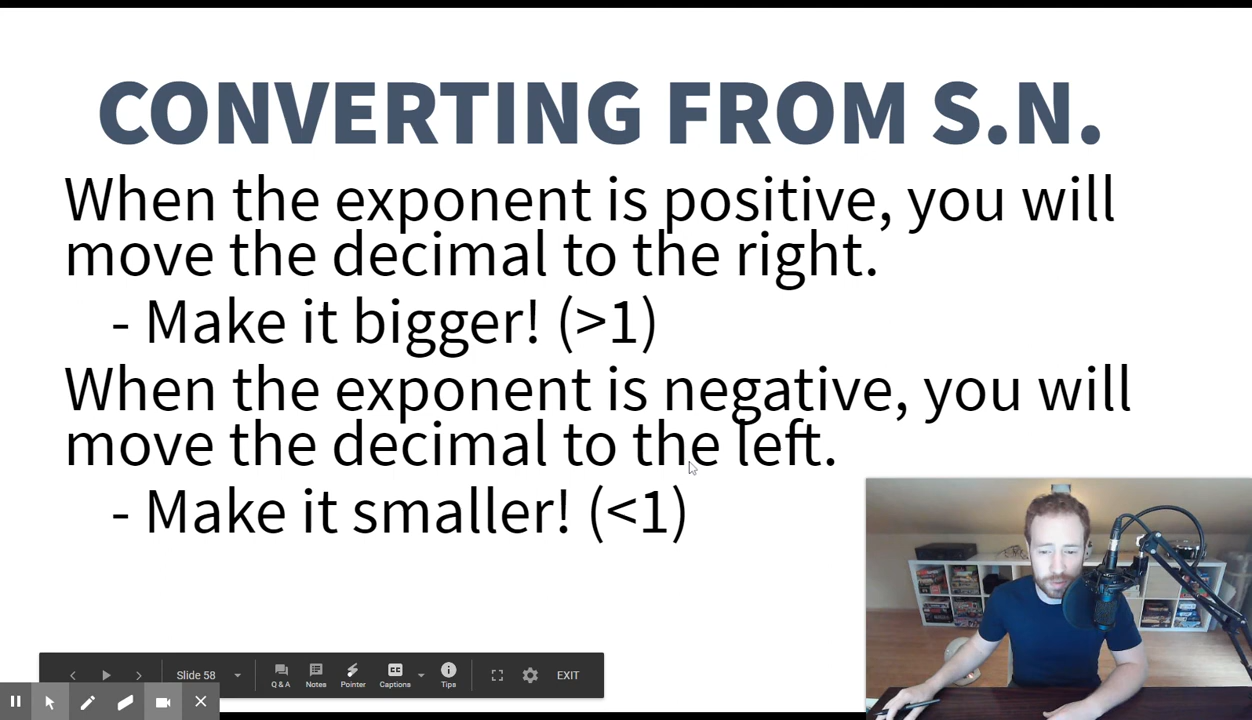 CONVERTING FROM S.N.
When the exponent is positive, you will
move the decimal to the right.
- Make it bigger! (>1)
When the exponent is negative, you will
move the decimal to the left.
- Make it smaller! (<1)
Slide 58
Q & A
Notes
Pointer
Captions
Tips
EXIT